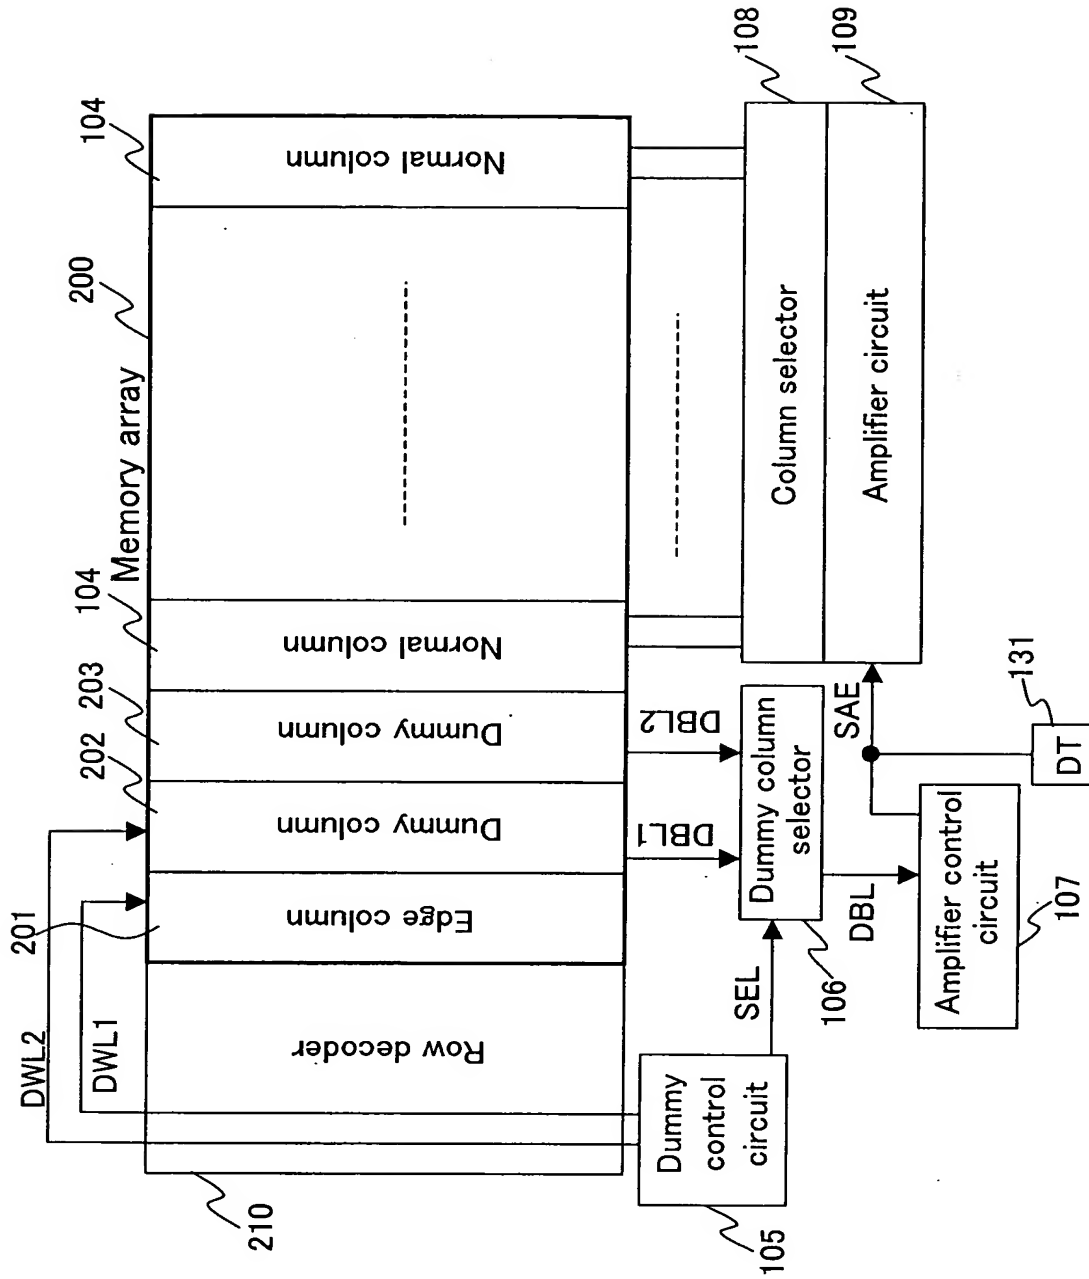 DWL2
DWL1
201
202
203
104
Memory array
200
104
210
Row decoder
Edge column
Dummy column
Dummy column
Normal column
Normal column
DBL1
DBL2
105
Dummy
control
circuit
SEL
106
Dummy column
selector
DBL
107
Amplifier control
circuit
SAE
131
DT
Column selector
Amplifier circuit
108
109